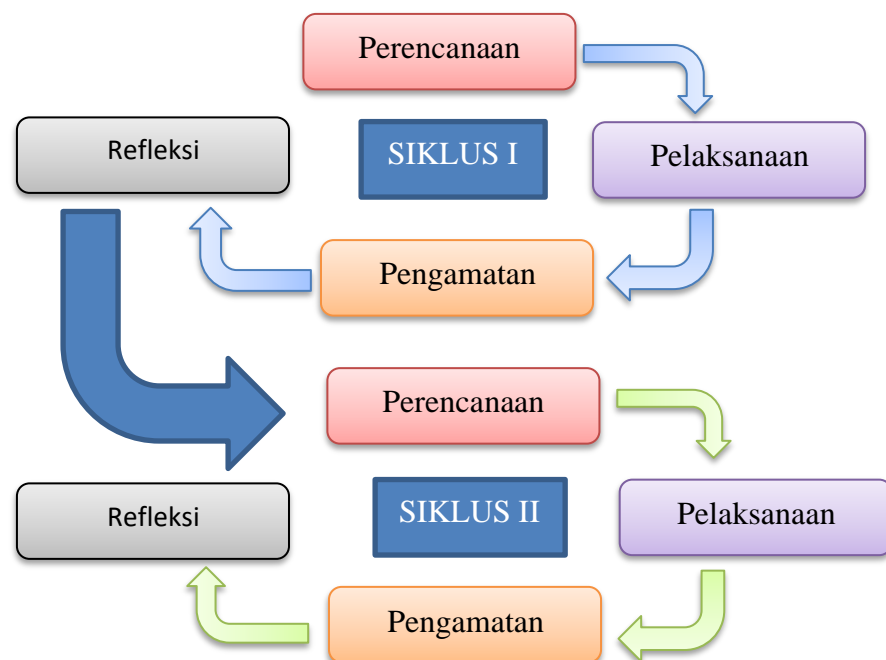 Perencanaan
Refleksi
SIKLUS I
Pelaksanaan
Pengamatan
Perencanaan
Refleksi
SIKLUS II
Pelaksanaan
Pengamatan